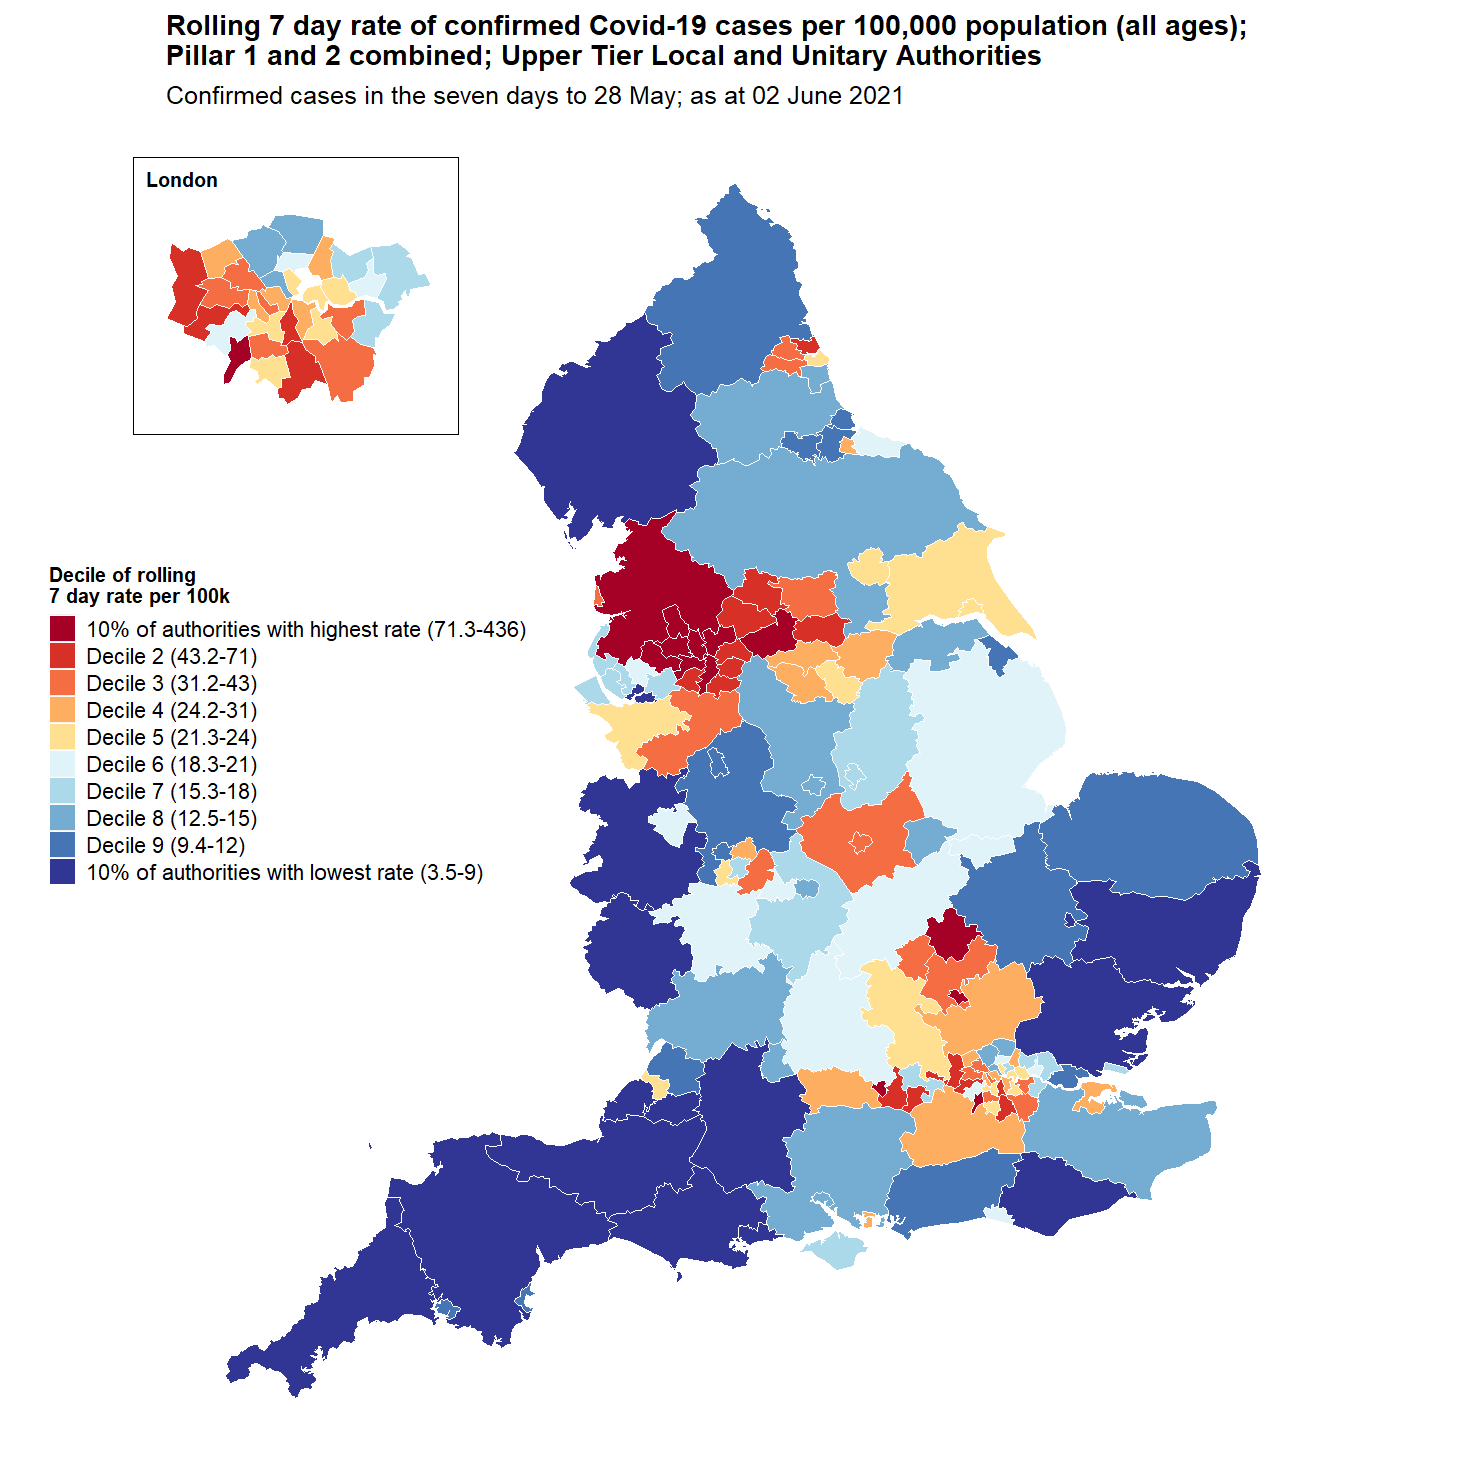 Rolling 7 day rate of confirmed Covid-19 cases per 100,000 population (all ages);
Pillar 1 and 2 combined; Upper Tier Local and Unitary Authorities
Confirmed cases in the seven days to 28 May; as at 02 June 2021
London
Decile of rolling
7 day rate per 100k
10% of authorities with highest rate (71.3-436)
Decile 2 (43.2-71)
Decile 3 (31.2-43)
Decile 4 (24.2-31)
Decile 5 (21.3-24)
Decile 6 (18.3-21)
Decile 7 (15.3-18)
Decile 8 (12.5-15)
Decile 9 (9.4-12)
10% of authorities with lowest rate (3.5-9)